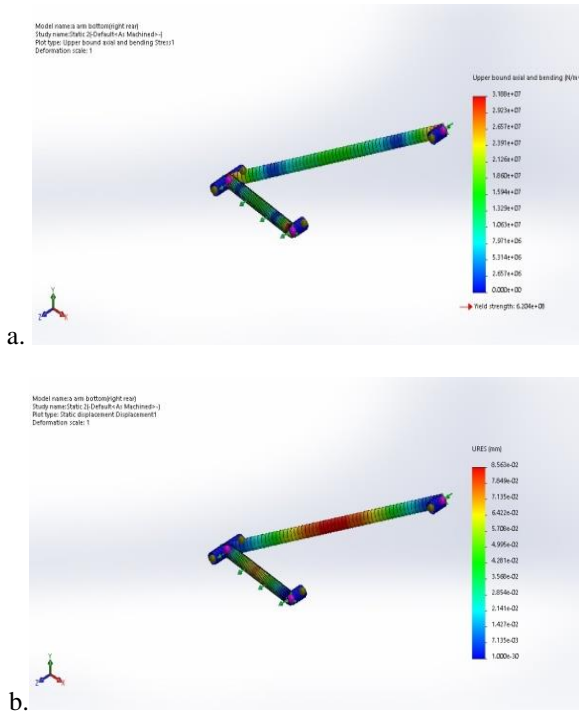 Model name:a arm bottom(right rear)
Study name:Static 2(-Default<As Machined>-)
Plot type: Upper bound axial and bending Stress1
Deformation scale: 1
Upper bound axial and bending (N/m
3.188e+07
2.923e+07
2.657e+07
2.391e+07
2.126e+07
1.860e+07
1.594e+07
1.329e+07
1.063e+07
7.971e+06
5.314e+06
2.657e+06
0.000e+00
Yield strength: 6.204e+08
Y
Z
X
a.
Model name:a arm bottom(right rear)
Study name:Static 2(-Default<As Machined>-)
Plot type: Static displacement Displacement1
Deformation scale: 1
URES (mm)
8.563e-02
7.849e-02
7.135e-02
6.422e-02
5.708e-02
4.995e-02
4.281e-02
3.568e-02
2.854e-02
2.141e-02
1.427e-02
7.135e-03
1.000e-30
Y
Z
X
b.